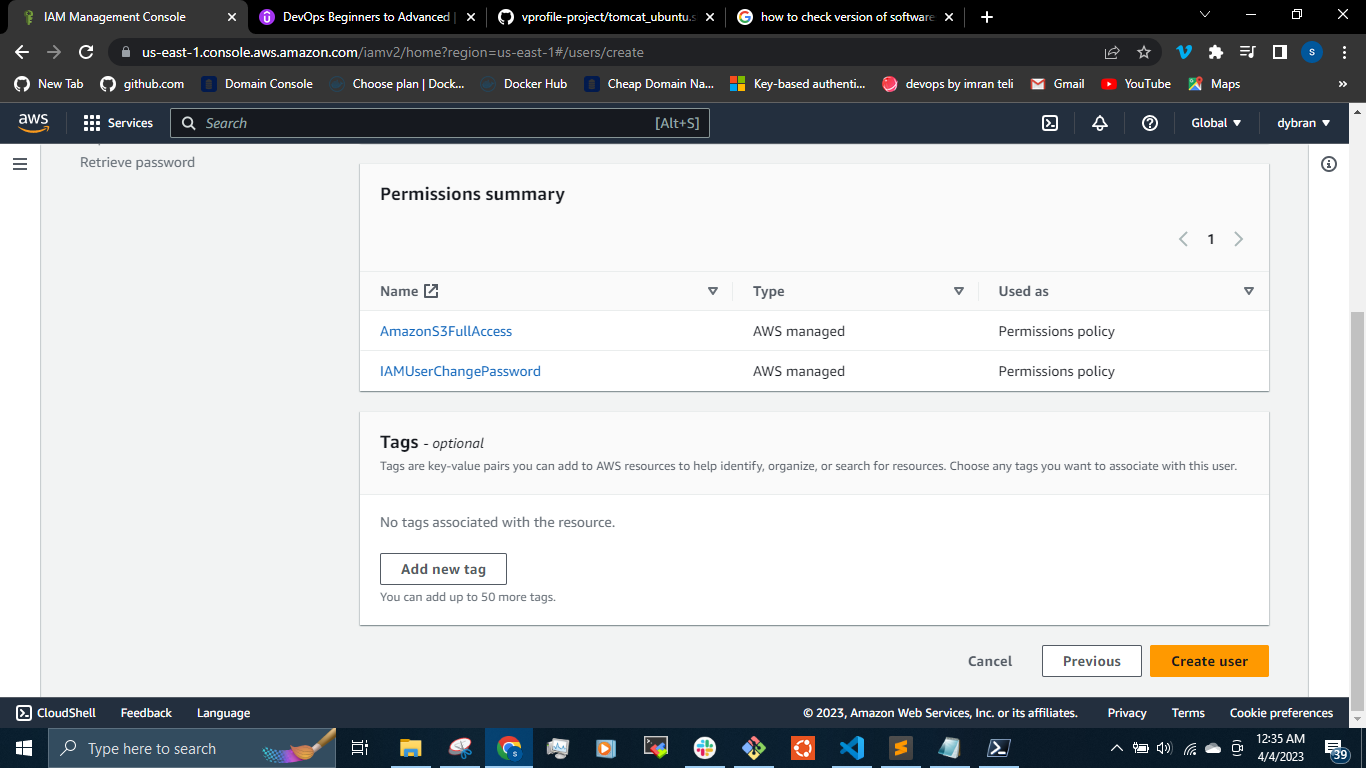 IAM Management Console
DevOps Beginners to Advanced |
vprofile-project/tomcat_ubuntu.s
how to check version of software
us-east-1.console.aws.amazon.com/iamv2/home?region=us-east-1#/users/create
S
New Tab
github.com
Domain Console
Choose plan | Dock...
Docker Hub
Cheap Domain Na...
Key-based authenti...
devops by imran teli
Gmail
YouTube
Maps
»
aws
Services
Search
[Alt+S]
Global
dybran
Retrieve password
Permissions summary
1
Name
Type
Used as
AmazonS3FullAccess
AWS managed
Permissions policy
IAMUserChangePassword
AWS managed
Permissions policy
Tags - optional
Tags are key-value pairs you can add to AWS resources to help identify, organize, or search for resources. Choose any tags you want to associate with this user.
No tags associated with the resource.
Add new tag
You can add up to 50 more tags.
Cancel
Previous
Create user
CloudShell
Feedback
Language
© 2023, Amazon Web Services, Inc. or its affiliates.
Privacy
Terms
Cookie preferences
Type here to search
12:35 AM
4/4/2023
39